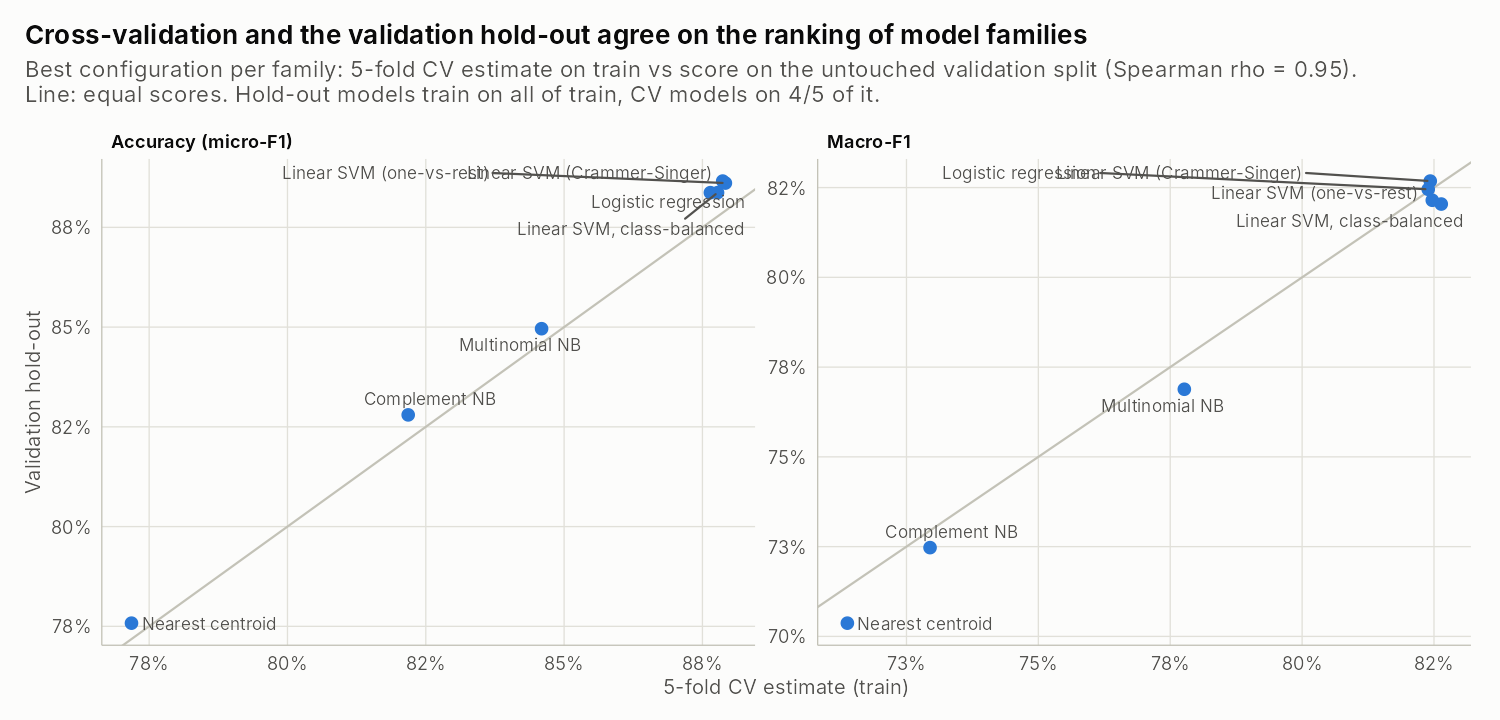 Cross-validation and the validation hold-out agree on the ranking of model families
Best configuration per family: 5-fold CV estimate on train vs score on the untouched validation split (Spearman rho = 0.95).
Line: equal scores. Hold-out models train on all of train, CV models on 4/5 of it.
Accuracy (micro-F1)
Linear SVM (one-vs-rest)
Linear SVM (Crammer-Singer)
Logistic regression
Linear SVM, class-balanced
Multinomial NB
Complement NB
Nearest centroid
88%
85%
82%
80%
78%
78%
80%
82%
85%
88%
Validation hold-out
Macro-F1
Logistic regression
Linear SVM (Crammer-Singer)
Linear SVM (one-vs-rest)
Linear SVM, class-balanced
Multinomial NB
Complement NB
Nearest centroid
82%
80%
78%
75%
73%
70%
73%
75%
78%
80%
82%
5-fold CV estimate (train)